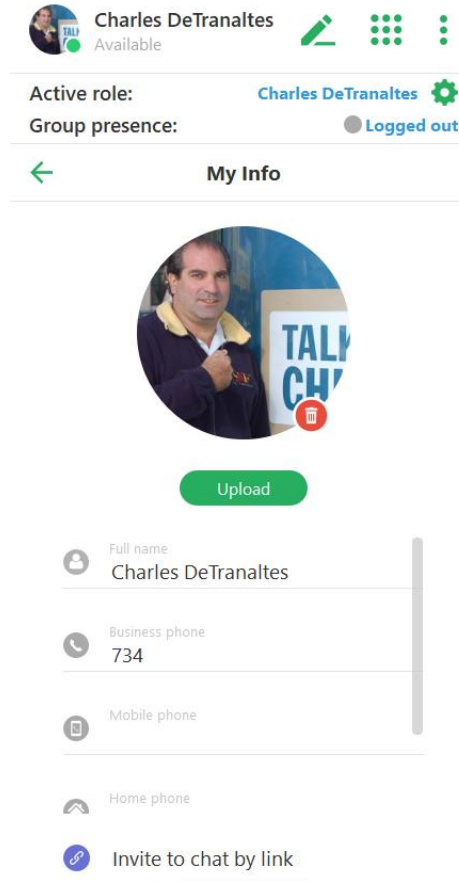 Charles DeTranaltes
Available
Active role:
Charles DeTranaltes
Group presence:
Logged out
My Info
TALK
Upload
Full name
Charles DeTranaltes
Business phone
734
Mobile phone
Home phone
Invite to chat by link